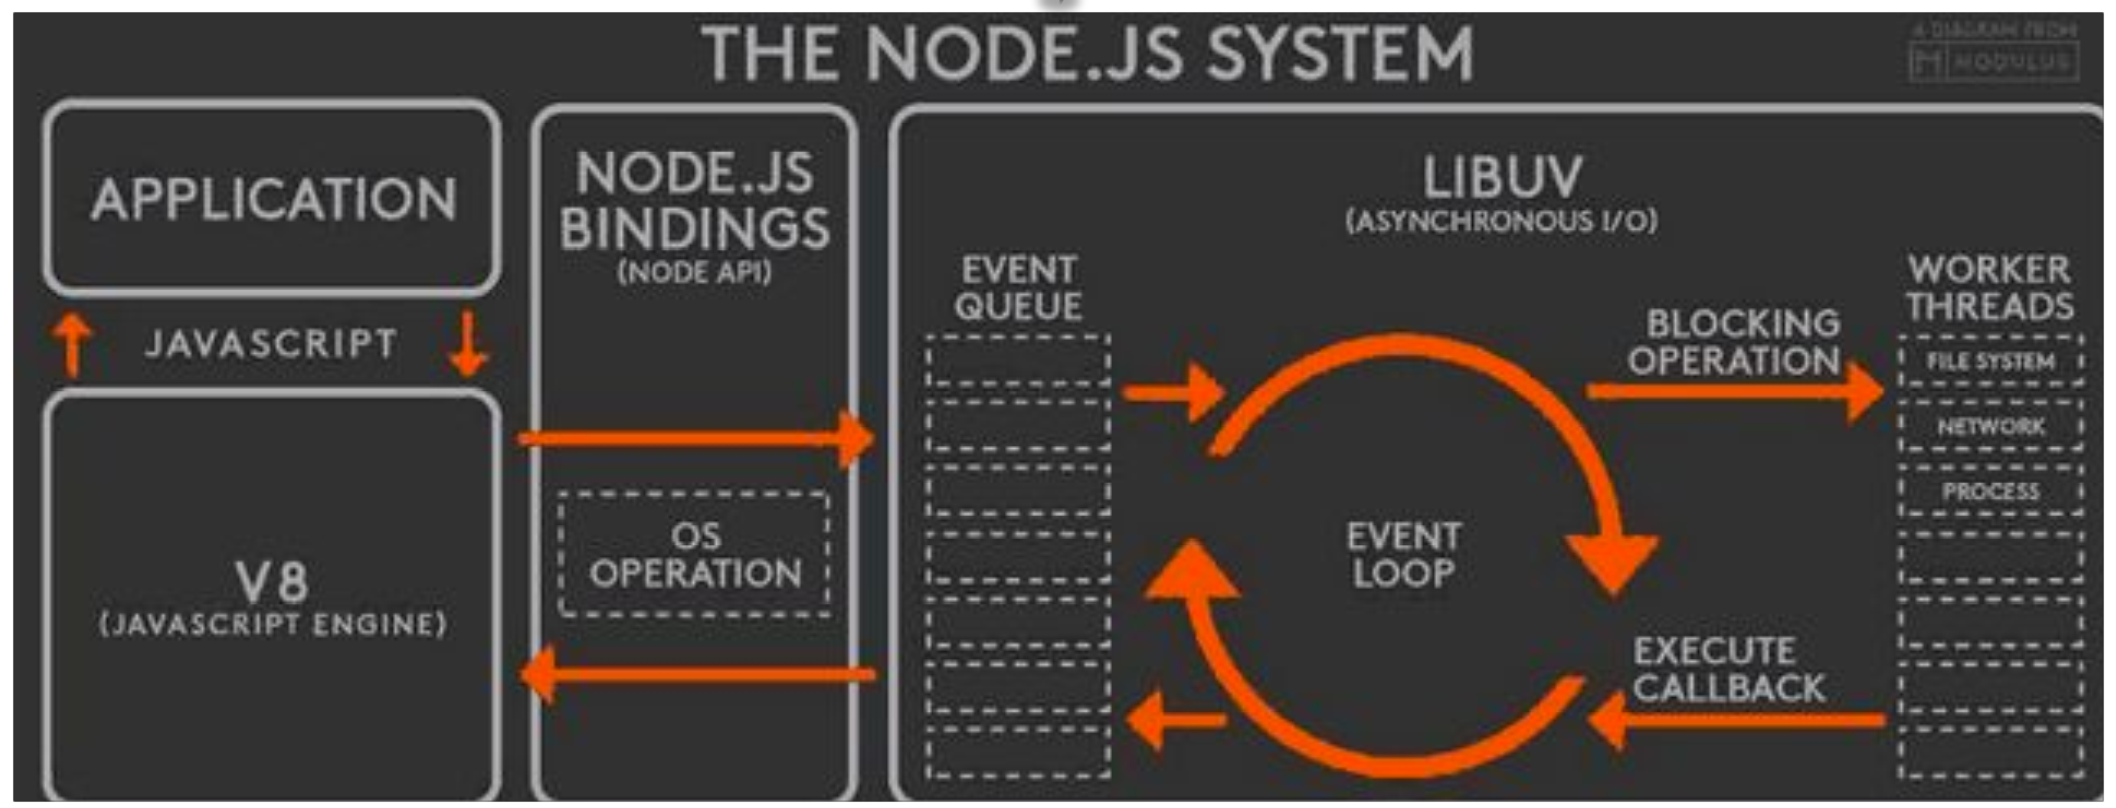 THE NODE.JS SYSTEM
A DIAGRAM FROM
MODULUS
APPLICATION
JAVASCRIPT
V8
(JAVASCRIPT ENGINE)
NODE.JS
BINDINGS
(NODE API)
OS
OPERATION
LIBUV
(ASYNCHRONOUS I/O)
EVENT
QUEUE
EVENT
LOOP
BLOCKING
OPERATION
EXECUTE
CALLBACK
WORKER
THREADS
FILE SYSTEM
NETWORK
PROCESS